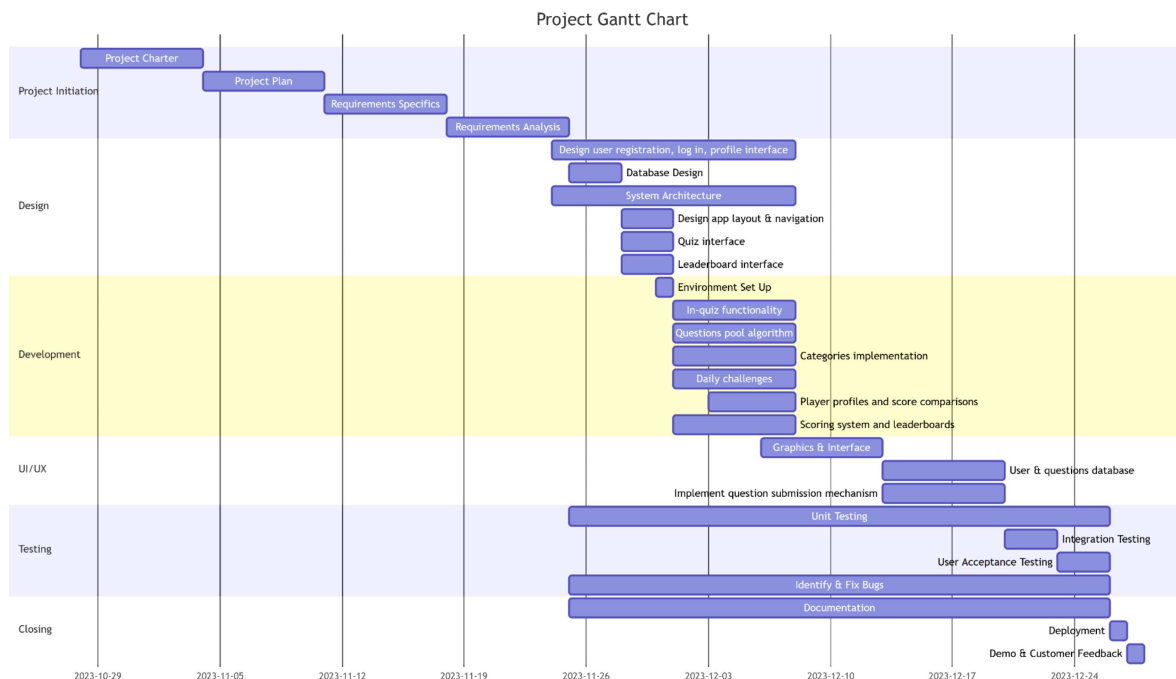 Project Gantt Chart
Project Initiation
Project Charter
Project Plan
Requirements Specifics
Requirements Analysis
Design
Design user registration, log in, profile interface
Database Design
System Architecture
Design app layout & navigation
Quiz interface
Leaderboard interface
Development
Environment Set Up
In-quiz functionality
Questions pool algorithm
Categories implementation
Daily challenges
Player profiles and score comparisons
Scoring system and leaderboards
UI/UX
Graphics & Interface
User & questions database
Implement question submission mechanism
Testing
Unit Testing
Integration Testing
User Acceptance Testing
Identify & Fix Bugs
Closing
Documentation
Deployment
Demo & Customer Feedback
2023-10-29 2023-11-05 2023-11-12 2023-11-19 2023-11-26 2023-12-03 2023-12-10 2023-12-17 2023-12-24